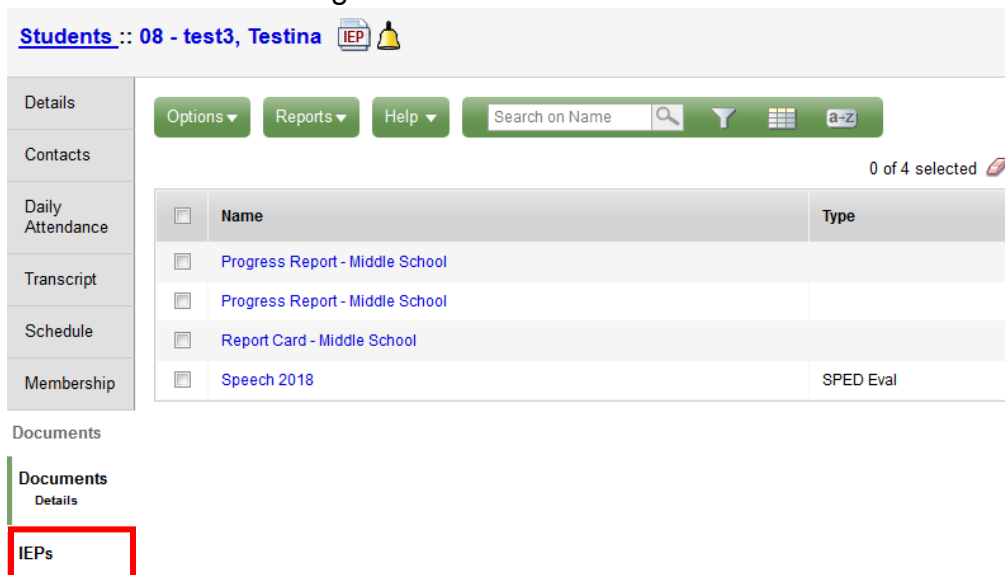 Students :: 08 - test3, Testina IEP
Details
Contacts
Daily
Attendance
Transcript
Schedule
Membership
Documents
Documents
Details
IEPs
Options Reports Help Search on Name a-z
0 of 4 selected
Name Type
Progress Report - Middle School
Progress Report - Middle School
Report Card - Middle School
Speech 2018 SPED Eval